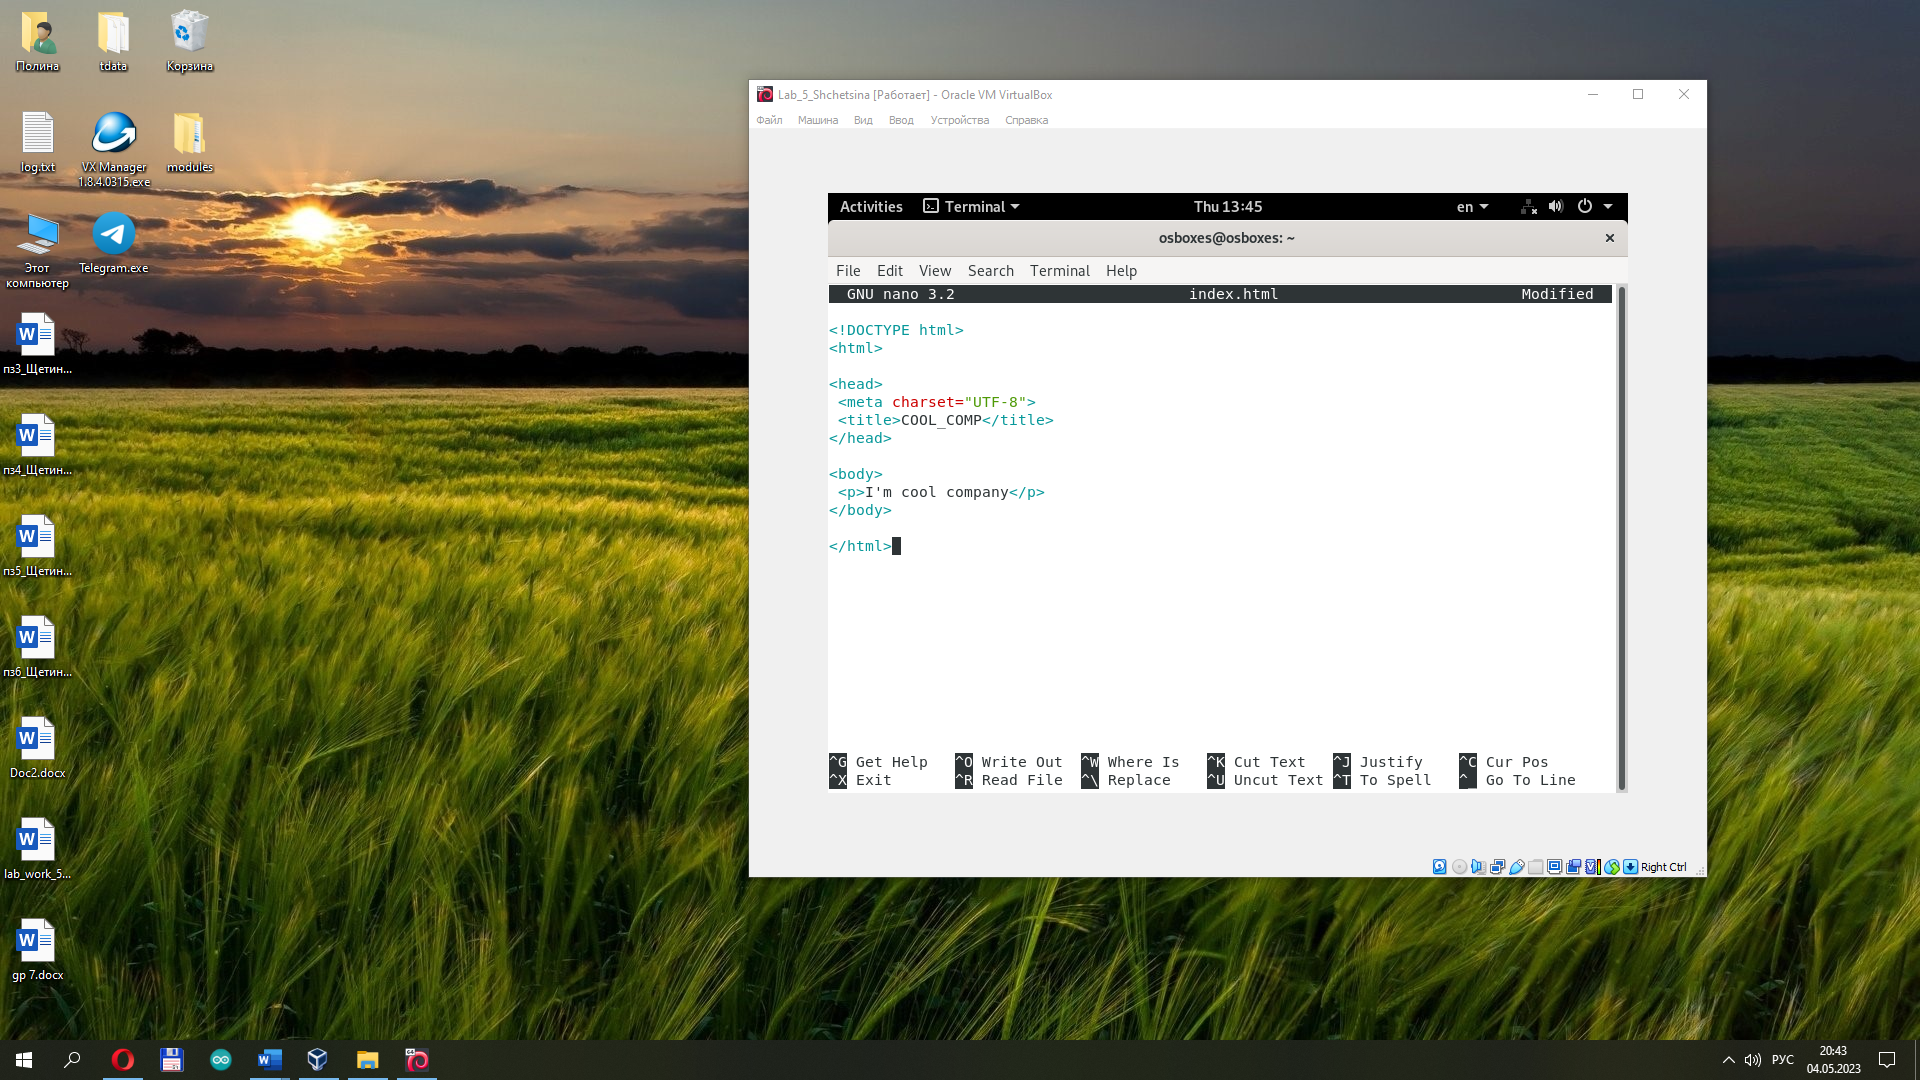 Полина
tdata
Корзина
log.txt
VX Manager
1.8.4.0315.exe
modules
Этот
компьютер
Telegram.exe
пз3_Щетин...
пз4_Щетин...
пз5_Щетин...
пз6_Щетин...
Doc2.docx
lab_work_5...
gp 7.docx
Lab_5_Shchetsina [Работает] - Oracle VM VirtualBox
Файл Машина Вид Ввод Устройства Справка
Activities Terminal Thu 13:45 en
osboxes@osboxes: ~
File Edit View Search Terminal Help
GNU nano 3.2 index.html Modified
<!DOCTYPE html>
<html>
<head>
<meta charset="UTF-8">
<title>COOL_COMP</title>
</head>
<body>
<p>I'm cool company</p>
</body>
</html>
^G Get Help ^O Write Out ^W Where Is ^K Cut Text ^J Justify ^C Cur Pos
^X Exit ^R Read File ^\ Replace ^U Uncut Text ^T To Spell ^_ Go To Line
Right Ctrl
РУС
20:43
04.05.2023